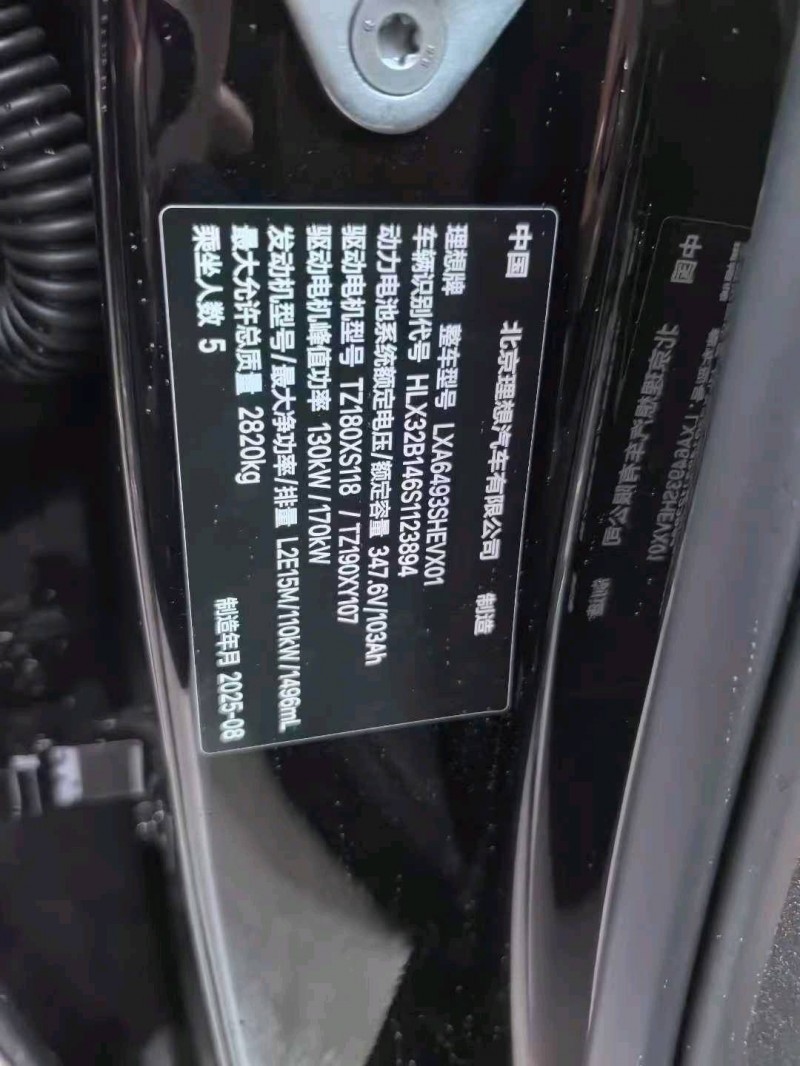 中国 北京理想汽车有限公司 制造
理想牌 整车型号 LXA6493SHEVX01
车辆识别代号 HLX32B146S1123894
动力电池系统额定电压/额定容量 347.6V/103Ah
驱动电机型号 TZ180XS118 / TZ190XY107
驱动电机峰值功率 130kW/170kW
发动机型号/最大净功率/排量 L2E15M/110kW/1496mL
最大允许总质量 2820kg
乘坐人数 5 制造年月 2025-08